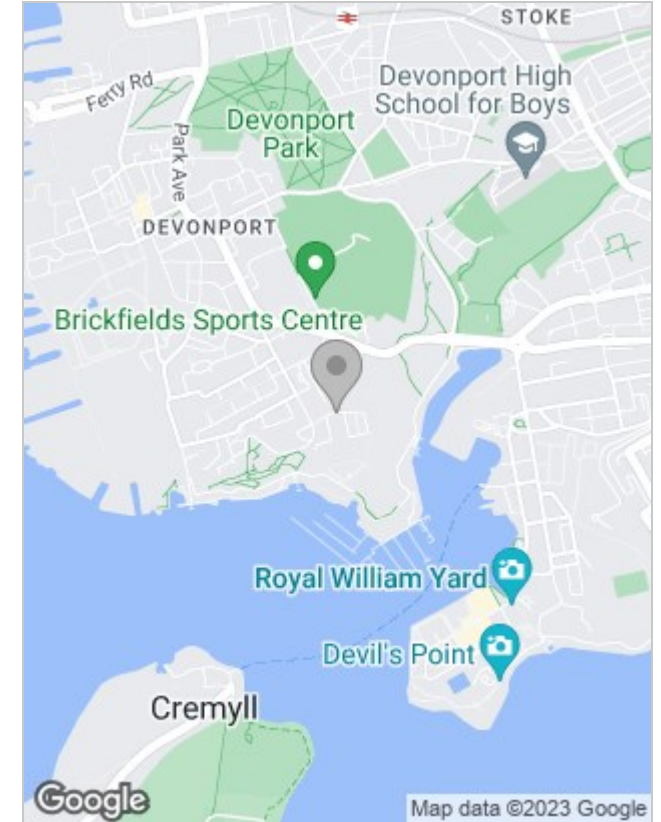 STOKE
Ferry Rd
Devonport High
School for Boys
Devonport
Park
Park Ave
DEVONPORT
Brickfields Sports Centre
Royal William Yard
Devil's Point
Cremyll
Google
Map data ©2023 Google